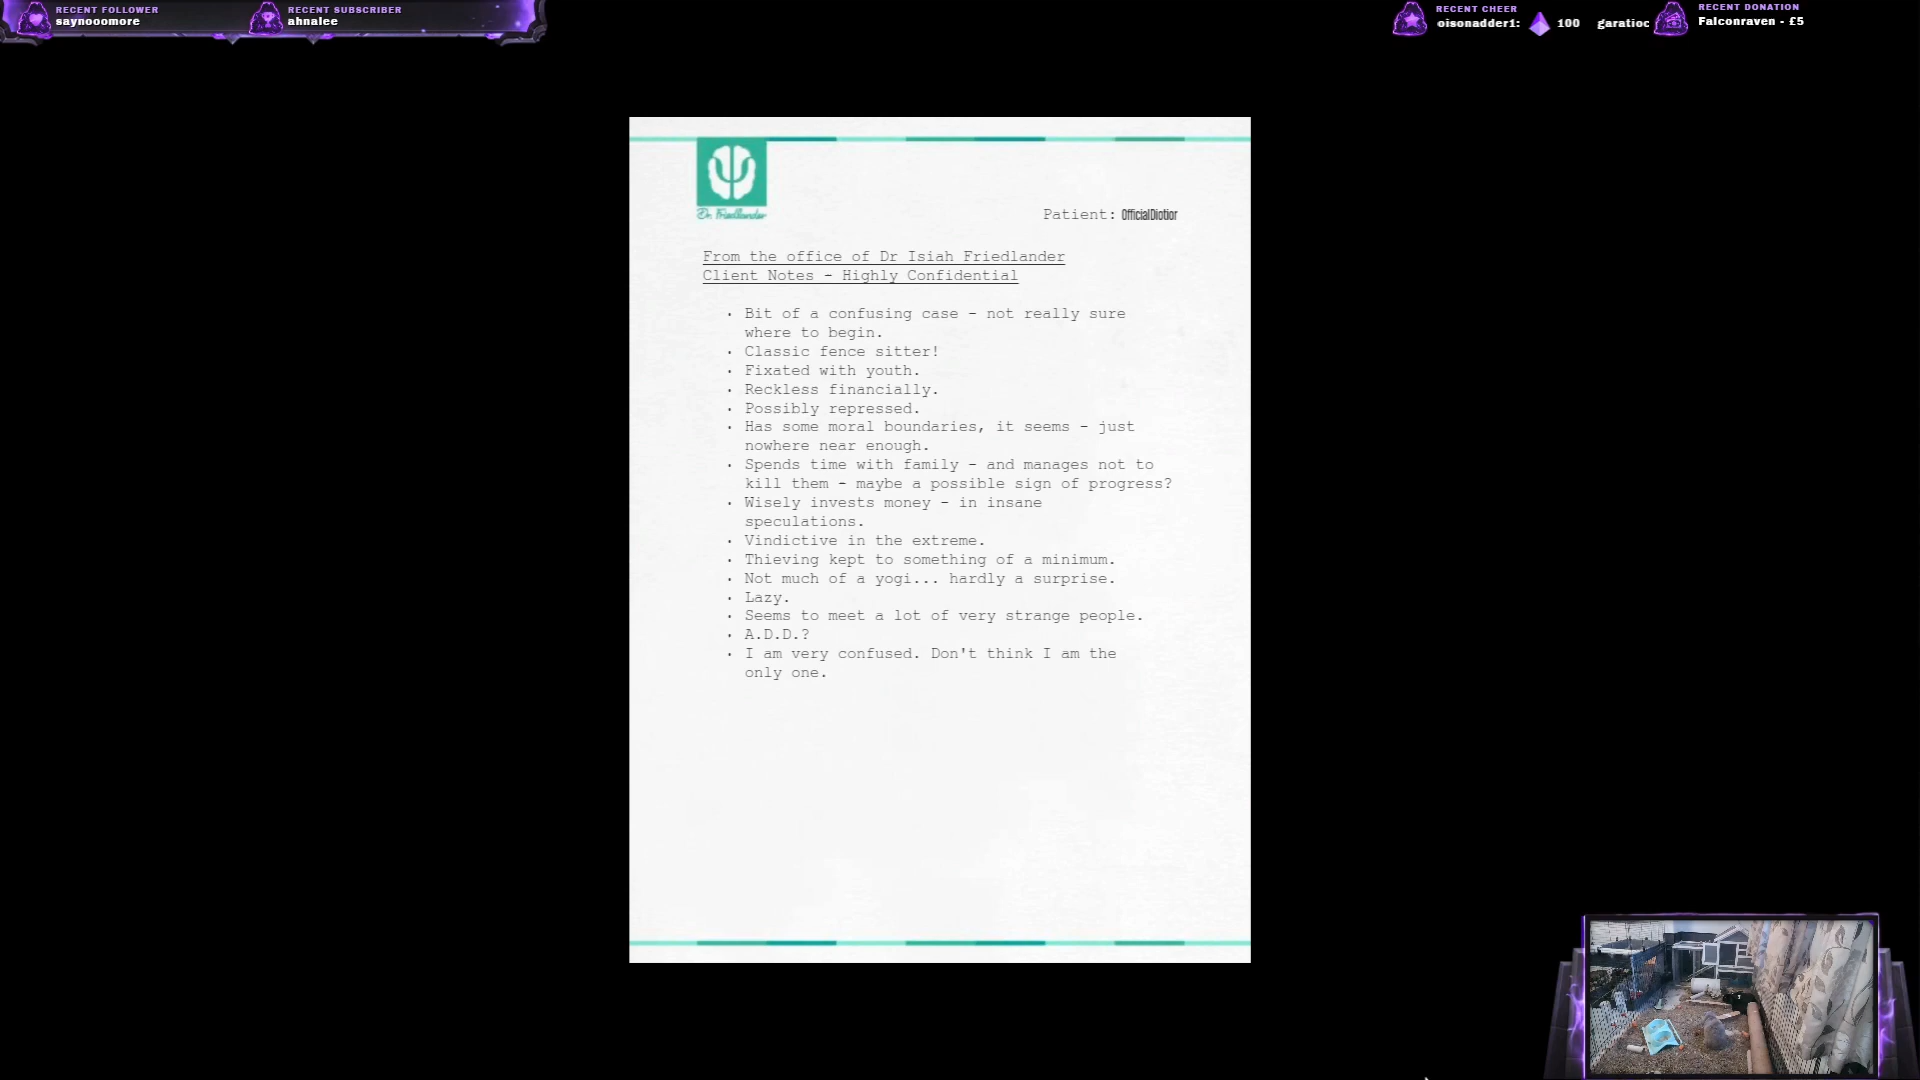 RECENT FOLLOWER
saynooomore
RECENT SUBSCRIBER
ahnalee
RECENT CHEER
oisonadder1: 100 garatioc
RECENT DONATION
Falconraven - £5
Dr. Friedlander
Patient: OfficialDiotior
From the office of Dr Isiah Friedlander
Client Notes - Highly Confidential
· Bit of a confusing case - not really sure
where to begin.
· Classic fence sitter!
· Fixated with youth.
· Reckless financially.
· Possibly repressed.
· Has some moral boundaries, it seems - just
nowhere near enough.
· Spends time with family - and manages not to
kill them - maybe a possible sign of progress?
· Wisely invests money - in insane
speculations.
· Vindictive in the extreme.
· Thieving kept to something of a minimum.
· Not much of a yogi... hardly a surprise.
· Lazy.
· Seems to meet a lot of very strange people.
· A.D.D.?
· I am very confused. Don't think I am the
only one.